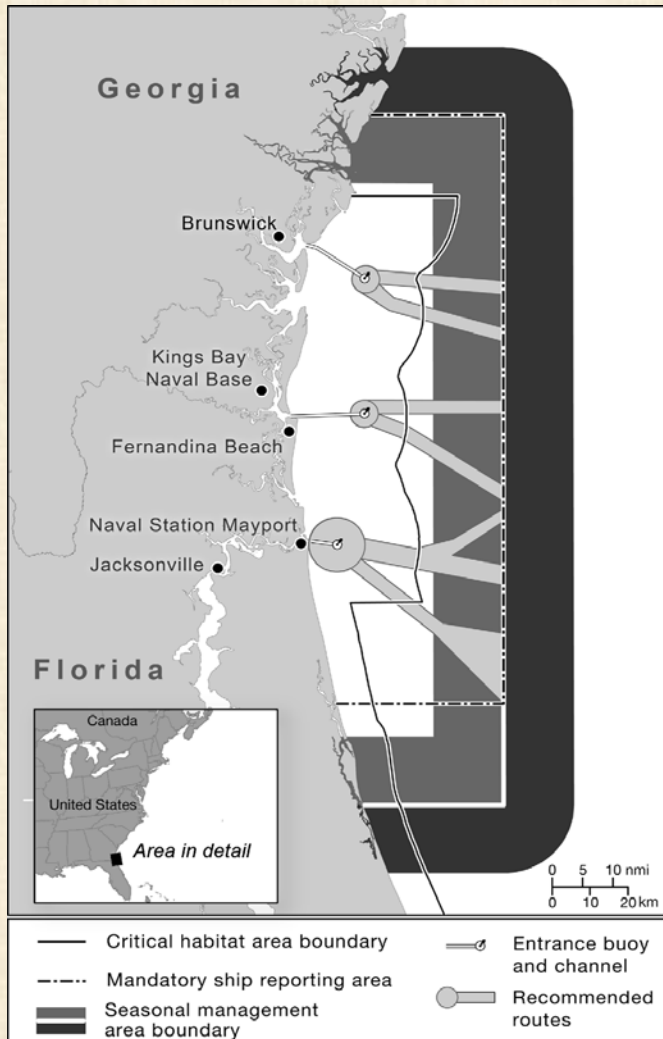 Georgia
Brunswick
Kings Bay
Naval Base
Fernandina Beach
Naval Station Mayport
Jacksonville
Florida
Canada
United States
Area in detail
0 5 10 nmi
0 10 20 km
Critical habitat area boundary
Mandatory ship reporting area
Seasonal management
area boundary
Entrance buoy
and channel
Recommended
routes